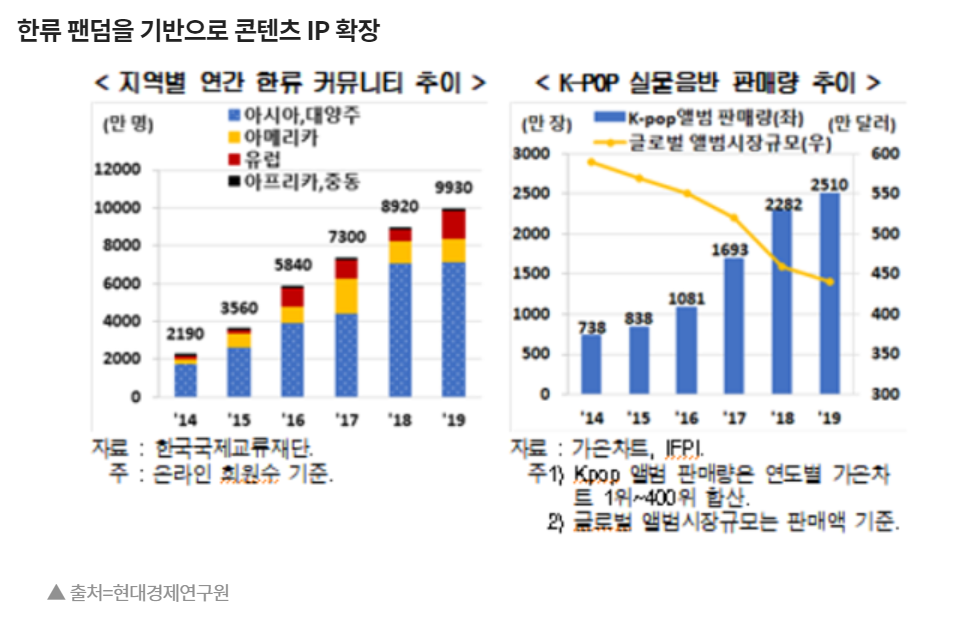 한류 팬덤을 기반으로 콘텐츠 IP 확장
< 지역별 연간 한류 커뮤니티 추이 >
(만 명)
아시아,대양주
아메리카
유럽
아프리카,중동
12000
10000
8000
6000
4000
2000
0
2190
3560
5840
7300
8920
9930
'14 '15 '16 '17 '18 '19
자료 : 한국국제교류재단.
주 : 온라인 회원수 기준.
< K-POP 실물음반 판매량 추이 >
(만 장)
K-pop앨범 판매량(좌)
글로벌 앨범시장규모(우)
(만 달러)
3000
2500
2000
1500
1000
500
0
738
838
1081
1693
2282
2510
600
550
500
450
400
350
300
'14 '15 '16 '17 '18 '19
자료 : 가온차트, IFPI.
주1) Kpop 앨범 판매량은 연도별 가온차
트 1위~400위 합산.
2) 글로벌 앨범시장규모는 판매액 기준.
▲ 출처=현대경제연구원